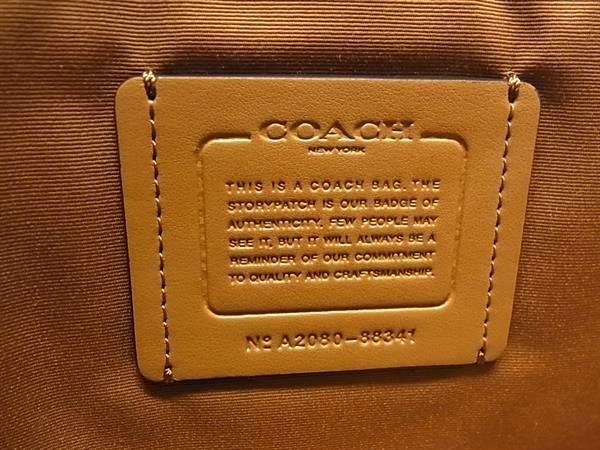 COACH
NEW YORK
THIS IS A COACH BAG. THE
STORYPATCH IS OUR BADGE OF
AUTHENTICITY. FEW PEOPLE MAY
SEE IT, BUT IT WILL ALWAYS BE A
REMINDER OF OUR COMMITMENT
TO QUALITY AND CRAFTSMANSHIP.
Nº A2080-88341